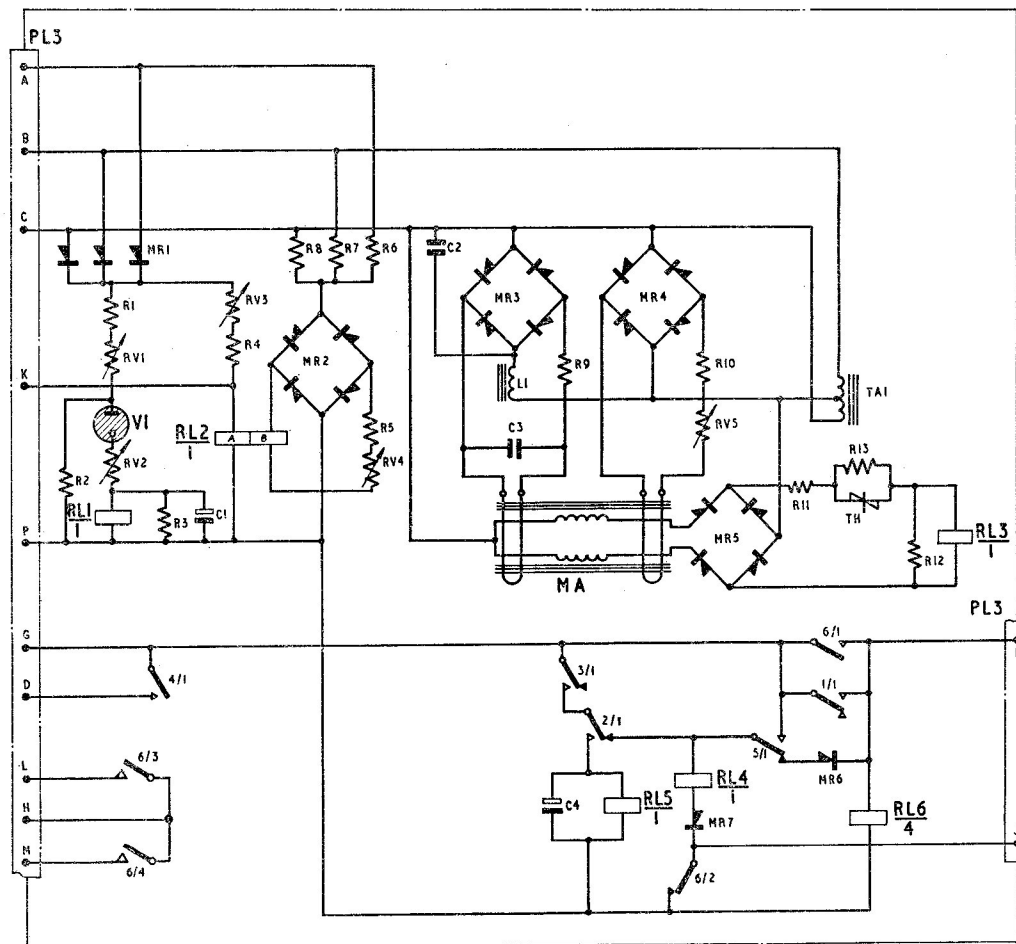 PL3
A
B
C
MR1
R8
R7
R6
C2
MR3
MR4
R1
RV3
RV1
R4
MR2
R9
R10
L1
TA1
K
V1
RL2
1
A
B
R5
RV4
C3
RV5
R13
R2
RV2
RL1
1
R3
C1
R11
TH
RL3
1
R12
P
MR5
MA
PL3
G
6/1
4/1
3/1
D
1/1
2/1
5/1
MR6
L
6/3
RL4
1
RL5
1
C4
MR7
RL6
4
H
M
6/4
6/2